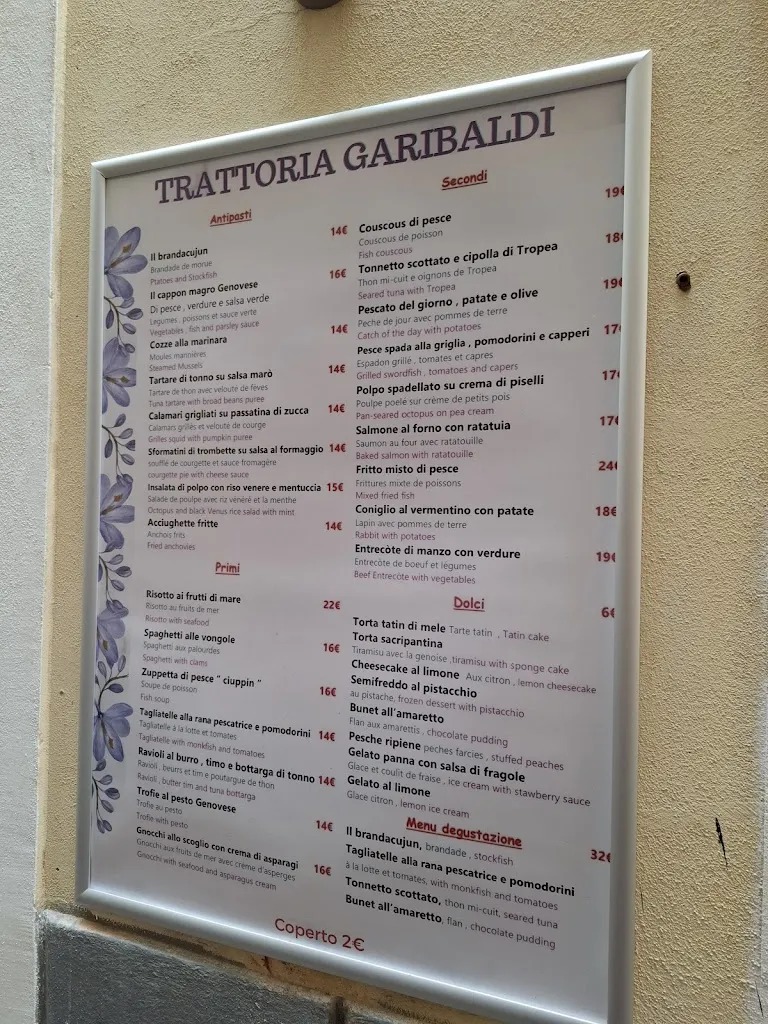 TRATTORIA GARIBALDI
Antipasti
Il brandacujun 14€
Brandade de morue
Ptatoes and Stockfish
Il cappon magro Genovese 16€
Di pesce , verdure e salsa verde
Legumes , poissons et sauce verte
Vegetables , fish and parsley sauce
Cozze alla marinara 14€
Moules marinières
Steamed Mussels
Tartare di tonno su salsa marò 14€
Tartare de thon avec veloute de fèves
Tuna tartare with broad beans puree
Calamari grigliati su passatina di zucca 14€
Calamars grillés et veloute de courge
Grilles squid with pumpkin puree
Sformatini di trombette su salsa al formaggio 14€
soufflé de courgette et sauce fromagère
courgette pie with cheese sauce
Insalata di polpo con riso venere e mentuccia 15€
Salade de poulpe avec riz vénéré et la menthe
Octopus and black Venus rice salad with mint
Acciughette fritte 14€
Anchois frits
Fried anchovies
Primi
Risotto ai frutti di mare 22€
Risotto au fruits de mer
Risotto with seafood
Spaghetti alle vongole 16€
Spaghetti aux palourdes
Spaghetti with clams
Zuppetta di pesce " ciuppin " 16€
Soupe de poisson
Fish soup
Tagliatelle alla rana pescatrice e pomodorini 14€
Tagliatelle à la lotte et tomates
Tagliatelle with monkfish and tomatoes
Ravioli al burro , timo e bottarga di tonno 14€
Ravioli , beurrs et tim e poutargue de thon
Ravioli , butter tim and tuna bottarga
Trofie al pesto Genovese 14€
Trofie au pesto
Trofie with pesto
Gnocchi allo scoglio con crema di asparagi 16€
Gnocchi aux fruits de mer avec crème d'asperges
Gnocchi with seafood and asparagus cream
Secondi
Couscous di pesce 19€
Couscous de poisson
Fish couscous
Tonnetto scottato e cipolla di Tropea 18€
Thon mi-cuit e oignons de Tropea
Seared tuna with Tropea
Pescato del giorno , patate e olive 19€
Peche de jour avec pommes de terre
Catch of the day with potatoes
Pesce spada alla griglia , pomodorini e capperi 17€
Espadon grillé , tomates et capres
Grilled swordfish , tomatoes and capers
Polpo spadellato su crema di piselli 17€
Poulpe poelé sur crème de petits pois
Pan-seared octopus on pea cream
Salmone al forno con ratatuia 17€
Saumon au four avec ratatouille
Baked salmon with ratatouille
Fritto misto di pesce 24€
Frittures mixte de poissons
Mixed fried fish
Coniglio al vermentino con patate 18€
Lapin avec pommes de terre
Rabbit with potatoes
Entrecòte di manzo con verdure 19€
Entrecòte de boeuf et legumes
Beef Entrecòte with vegetables
Dolci 6€
Torta tatin di mele Tarte tatin , Tatin cake
Torta sacripantina
Tiramisu avec la genoise ,tiramisu with sponge cake
Cheesecake al limone Aux citron , lemon cheesecake
Semifreddo al pistacchio
au pistache, frozen dessert with pistacchio
Bunet all'amaretto
Flan aux amarettis , chocolate pudding
Pesche ripiene peches farcies , stuffed peaches
Gelato panna con salsa di fragole
Glace et coulit de fraise , ice cream with stawberry sauce
Gelato al limone
Glace citron , lemon ice cream
Menu degustazione 32€
Il brandacujun, brandade , stockfish
Tagliatelle alla rana pescatrice e pomodorini
à la lotte et tomates, with monkfish and tomatoes
Tonnetto scottato, thon mi-cuit, seared tuna
Bunet all'amaretto, flan , chocolate pudding
Coperto 2€